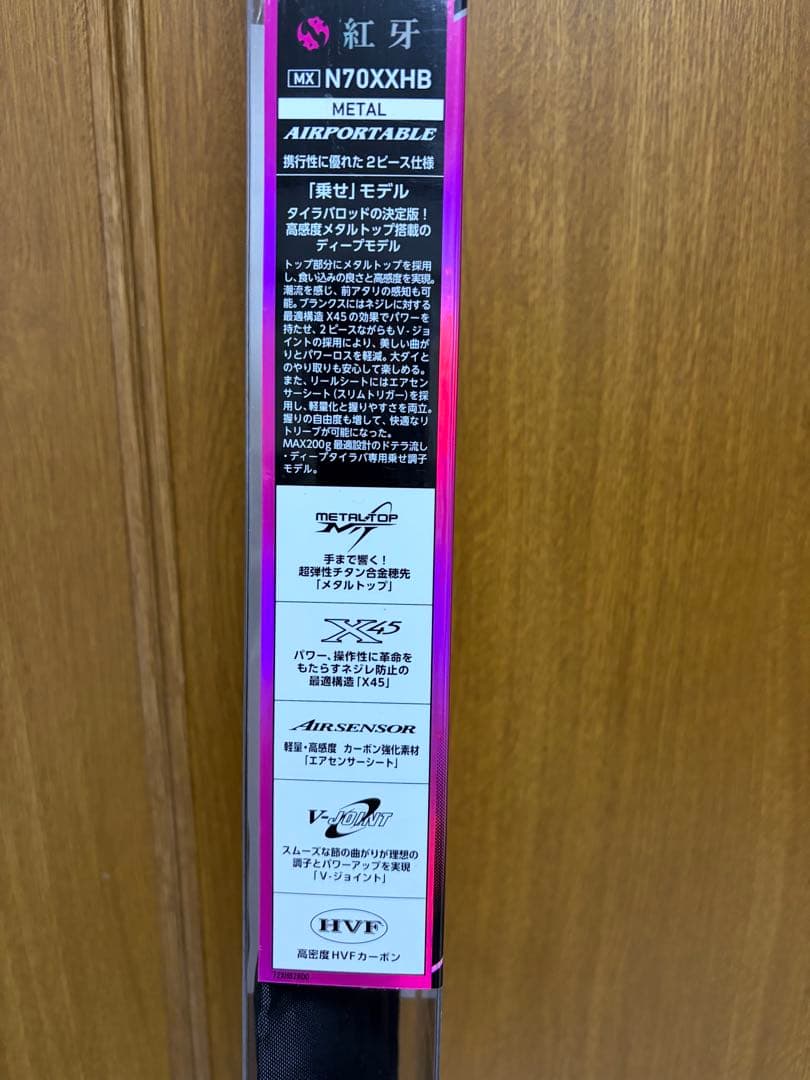 紅牙
MX N70XXHB
METAL
AIRPORTABLE
携行性に優れた2ピース仕様
「乗せ」モデル
タイラバロッドの決定版！
高感度メタルトップ搭載の
ディープモデル
トップ部分にメタルトップを採用
し、食い込みの良さと高感度を実現。
潮流を感じ、前アタリの感知も可
能。ブランクスにはネジレに対する
最適構造X45の効果でパワーを
持たせ、2ピースながらもV-ジョ
イントの採用により、美しい曲が
りとパワーロスを軽減。大ダイと
のやり取りも安心して楽しめる。
また、リールシートにはエアセン
サーシート（スリムトリガー）を採
用し、軽量化と握りやすさを両立。
握りの自由度も増して、快適なリ
トリーブが可能になった。
MAX200g最適設計のドテラ流し
・ディープタイラバ専用乗せ調子
モデル。
METAL-TOP
MT
手まで響く！
超弾性チタン合金穂先
「メタルトップ」
X45
パワー、操作性に革命を
もたらすネジレ防止の
最適構造「X45」
AIRSENSOR
軽量・高感度 カーボン強化素材
「エアセンサーシート」
V-JOINT
スムーズな節の曲がりが理想の
調子とパワーアップを実現
「V-ジョイント」
HVF
高密度HVFカーボン